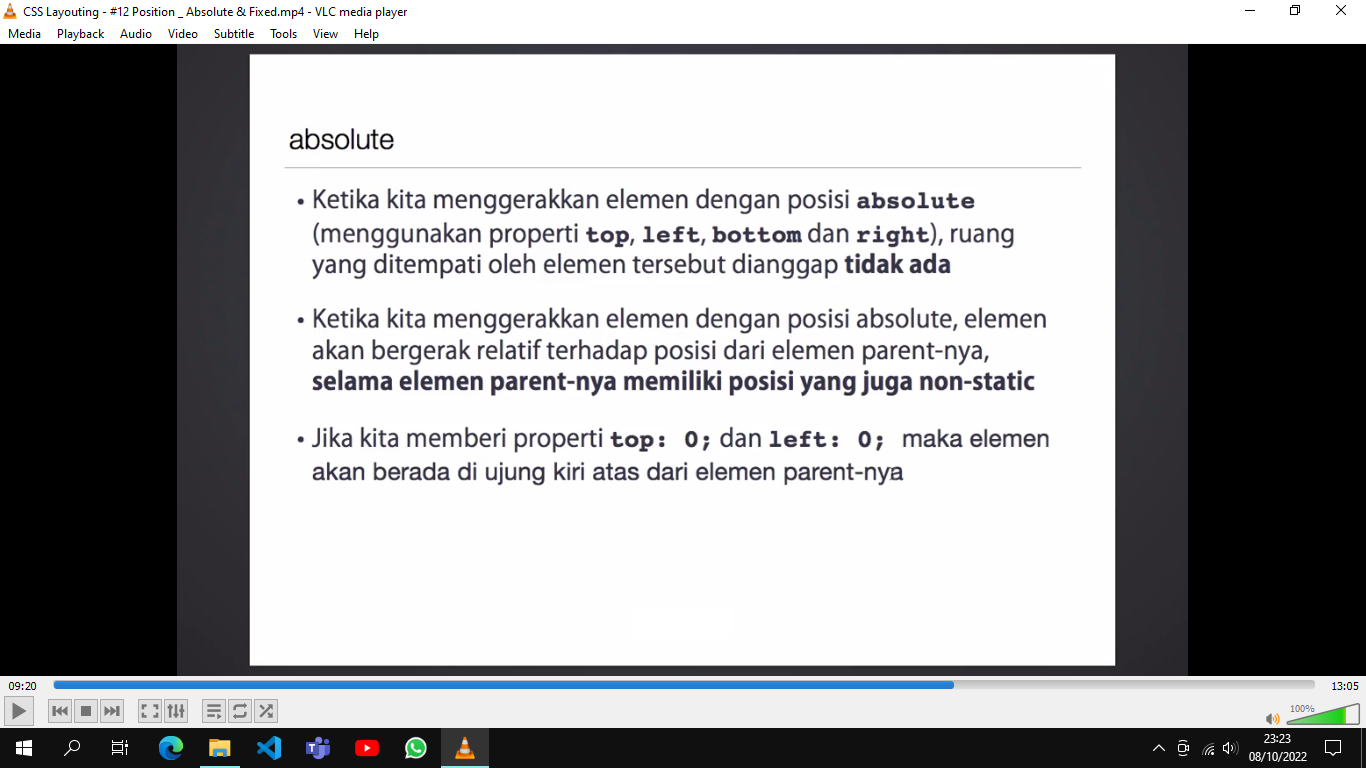 CSS Layouting - #12 Position _ Absolute & Fixed.mp4 - VLC media player
Media Playback Audio Video Subtitle Tools View Help
absolute
• Ketika kita menggerakkan elemen dengan posisi absolute
(menggunakan properti top, left, bottom dan right), ruang
yang ditempati oleh elemen tersebut dianggap tidak ada
• Ketika kita menggerakkan elemen dengan posisi absolute, elemen
akan bergerak relatif terhadap posisi dari elemen parent-nya,
selama elemen parent-nya memiliki posisi yang juga non-static
• Jika kita memberi properti top: 0; dan left: 0; maka elemen
akan berada di ujung kiri atas dari elemen parent-nya
09:20 13:05
100%
23:23
08/10/2022